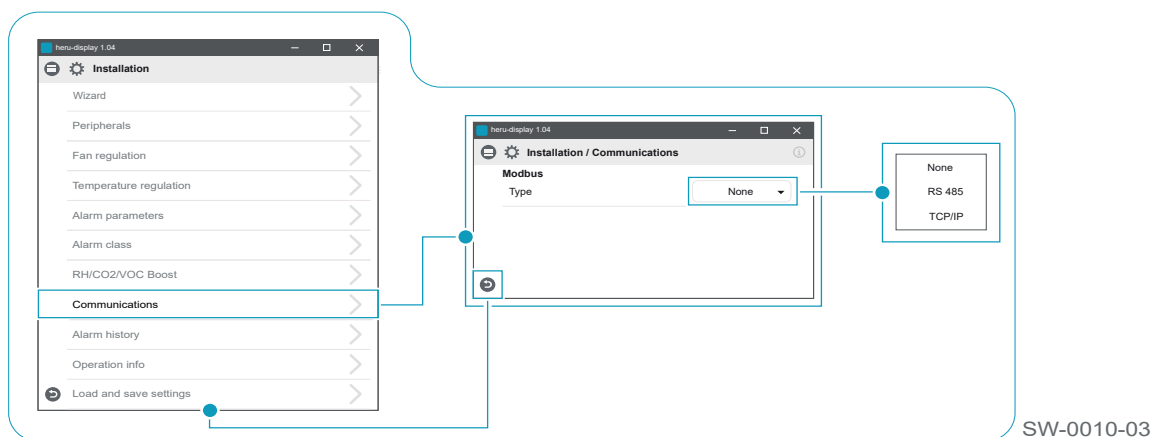 heru-display 1.04
Installation
Wizard
Peripherals
Fan regulation
Temperature regulation
Alarm parameters
Alarm class
RH/CO2/VOC Boost
Communications
Alarm history
Operation info
Load and save settings
heru-display 1.04
Installation / Communications
Modbus
Type
None
None
RS 485
TCP/IP
SW-0010-03